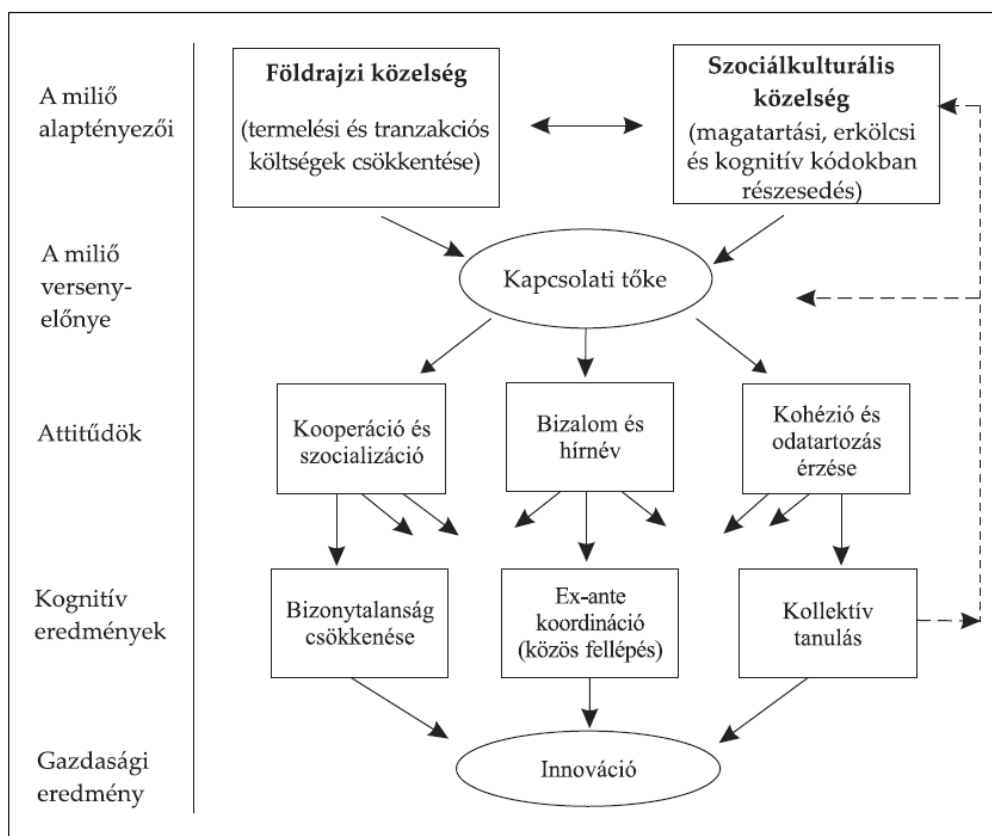 A milió
alaptényezői
Földrajzi közelség
(termelési és tranzakciós
költségek csökkentése)
Szociálkulturális
közelség
(magatartási, erkölcsi
és kognitív kódokban
részesedés)
A milió
verseny-
előnye
Kapcsolati tőke
Attitűdök
Kooperáció és
szocializáció
Bizalom és
hírnév
Kohézió és
odatartozás
érzése
Kognitív
eredmények
Bizonytalanság
csökkenése
Ex-ante
koordináció
(közös fellépés)
Kollektív
tanulás
Gazdasági
eredmény
Innováció